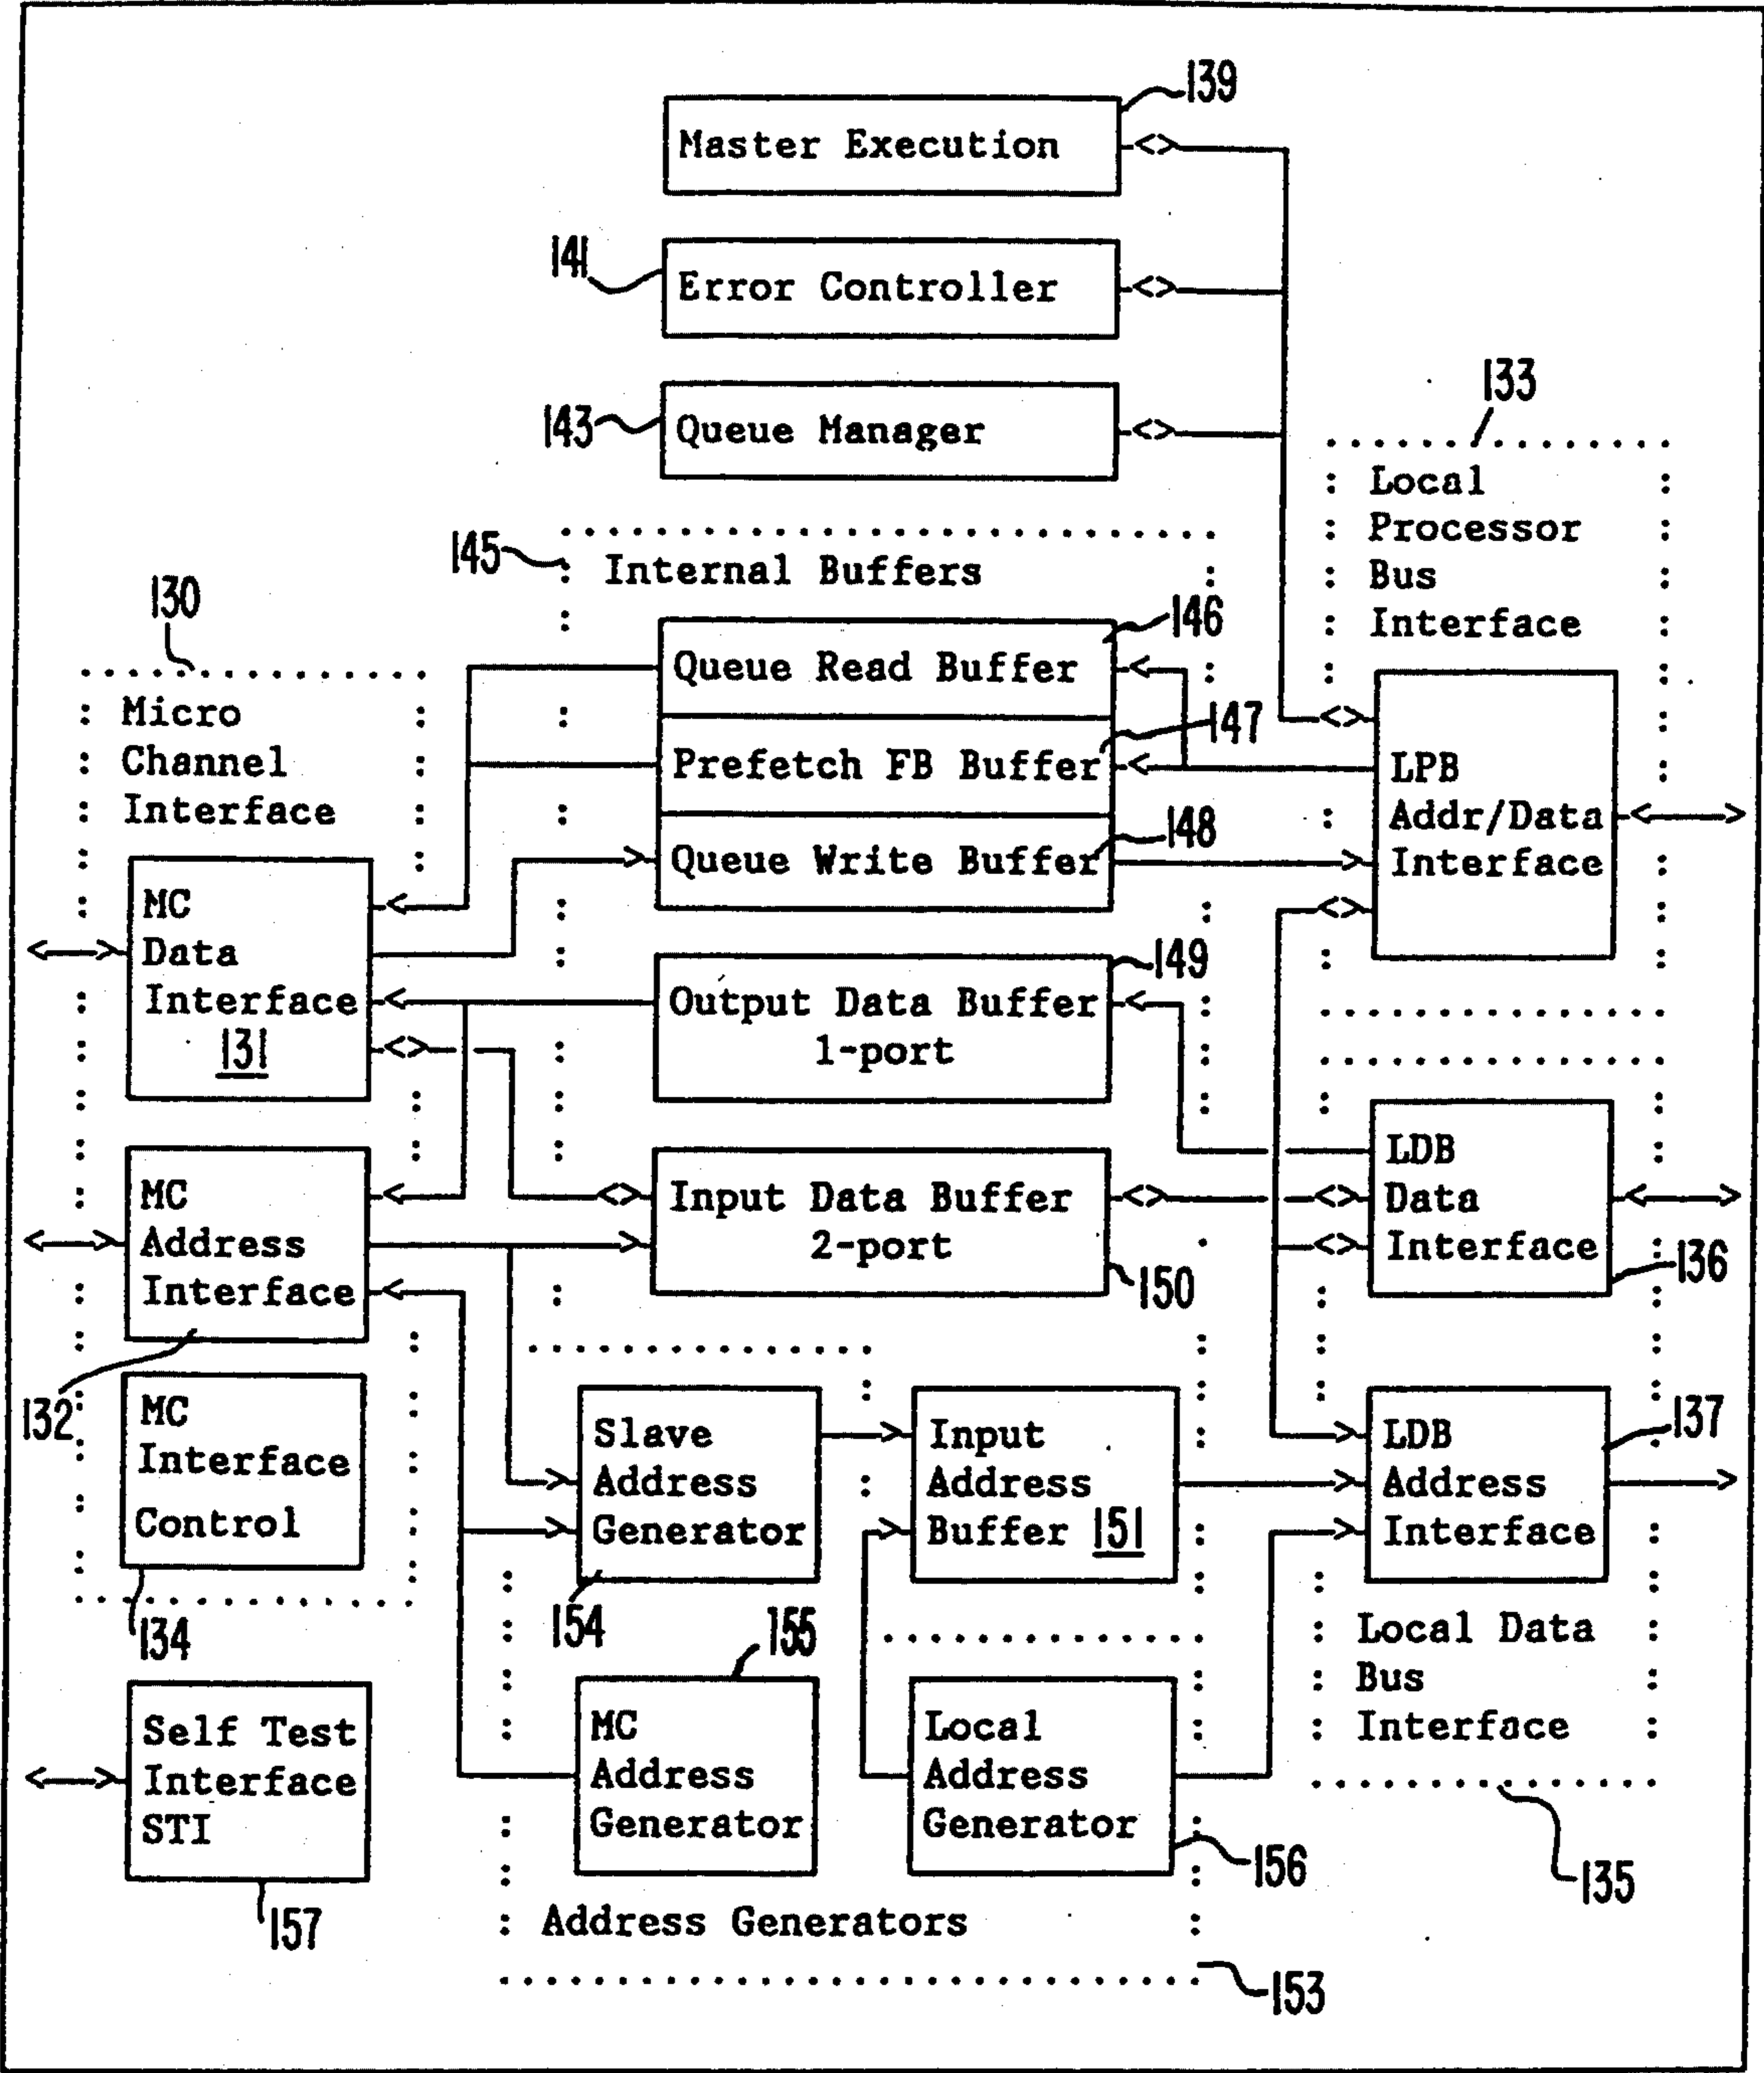 139
Master Execution
141
Error Controller
143
Queue Manager
133
Local
Processor
Bus
Interface
145
Internal Buffers
130
Micro
Channel
Interface
146
Queue Read Buffer
147
Prefetch FB Buffer
148
Queue Write Buffer
LPB
Addr/Data
Interface
MC
Data
Interface
131
149
Output Data Buffer
1-port
MC
Address
Interface
132
Input Data Buffer
2-port
150
LDB
Data
Interface
136
MC
Interface
Control
134
Slave
Address
Generator
154
Input
Address
Buffer 151
LDB
Address
Interface
137
155
MC
Address
Generator
Local
Address
Generator
156
Local Data
Bus
Interface
135
Self Test
Interface
STI
157
Address Generators
153